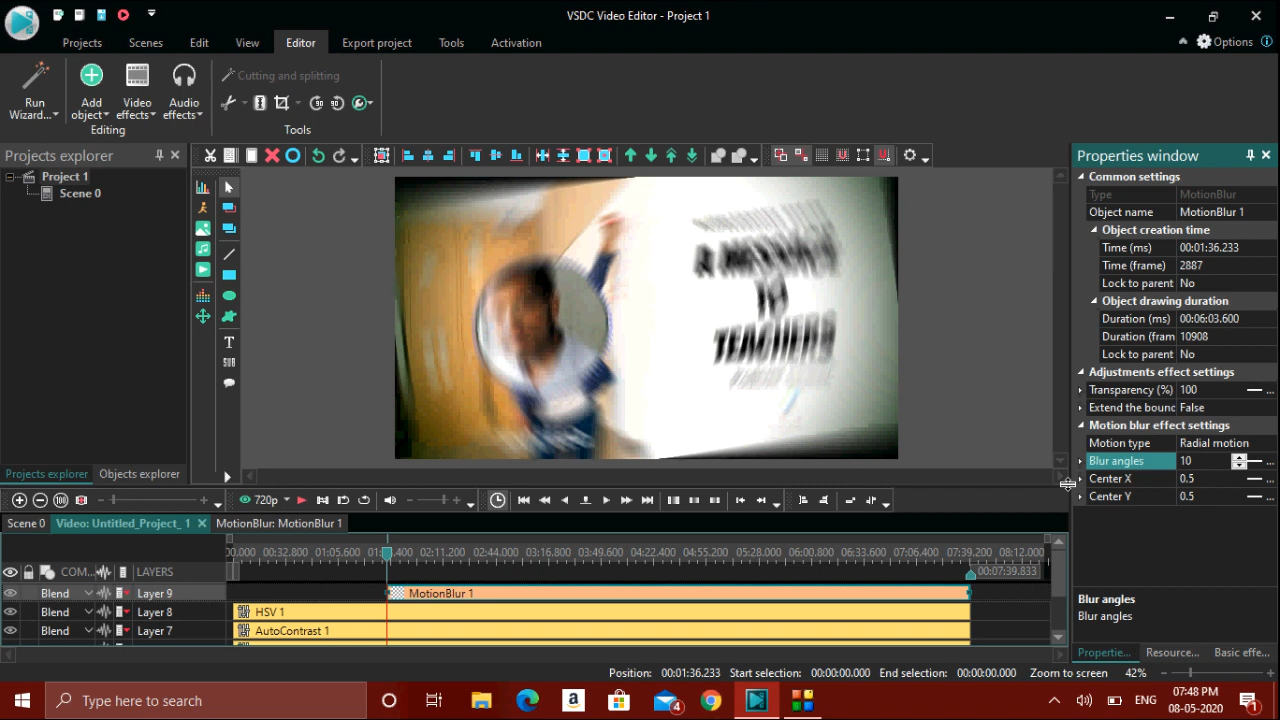 VSDC Video Editor - Project 1
Projects Scenes Edit View Editor Export project Tools Activation Options
Run Wizard...
Add object
Video effects
Audio effects
Cutting and splitting
Editing
Tools
Projects explorer
Project 1
Scene 0
Projects explorer Objects explorer
A
TO
TEACHERS
T
SUB
Properties window
Common settings
Type MotionBlur
Object name MotionBlur 1
Object creation time
Time (ms) 00:01:36.233
Time (frame) 2887
Lock to parent No
Object drawing duration
Duration (ms) 00:06:03.600
Duration (fram 10908
Lock to parent No
Adjustments effect settings
Transparency (%) 100 ...
Extend the bounc False
Motion blur effect settings
Motion type Radial motion
Blur angles 10 ...
Center X 0.5 ...
Center Y 0.5 ...
Blur angles
Blur angles
Propertie... Resource... Basic effe...
720p
Scene 0 Video: Untitled_Project_ 1 MotionBlur: MotionBlur 1
00.000 00:32.800 01:05.600 .400 02:11.200 02:44.000 03:16.800 03:49.600 04:22.400 04:55.200 05:28.000 06:00.800 06:33.600 07:06.400 07:39.200 08:12.000
00:07:39.833
COM... LAYERS
Blend Layer 9 MotionBlur 1
Blend Layer 8 HSV 1
Blend Layer 7 AutoContrast 1
Position: 00:01:36.233 Start selection: 00:00:00.000 End selection: 00:00:00.000 Zoom to screen 42%
Type here to search
4
ENG
07:48 PM
08-05-2020
1